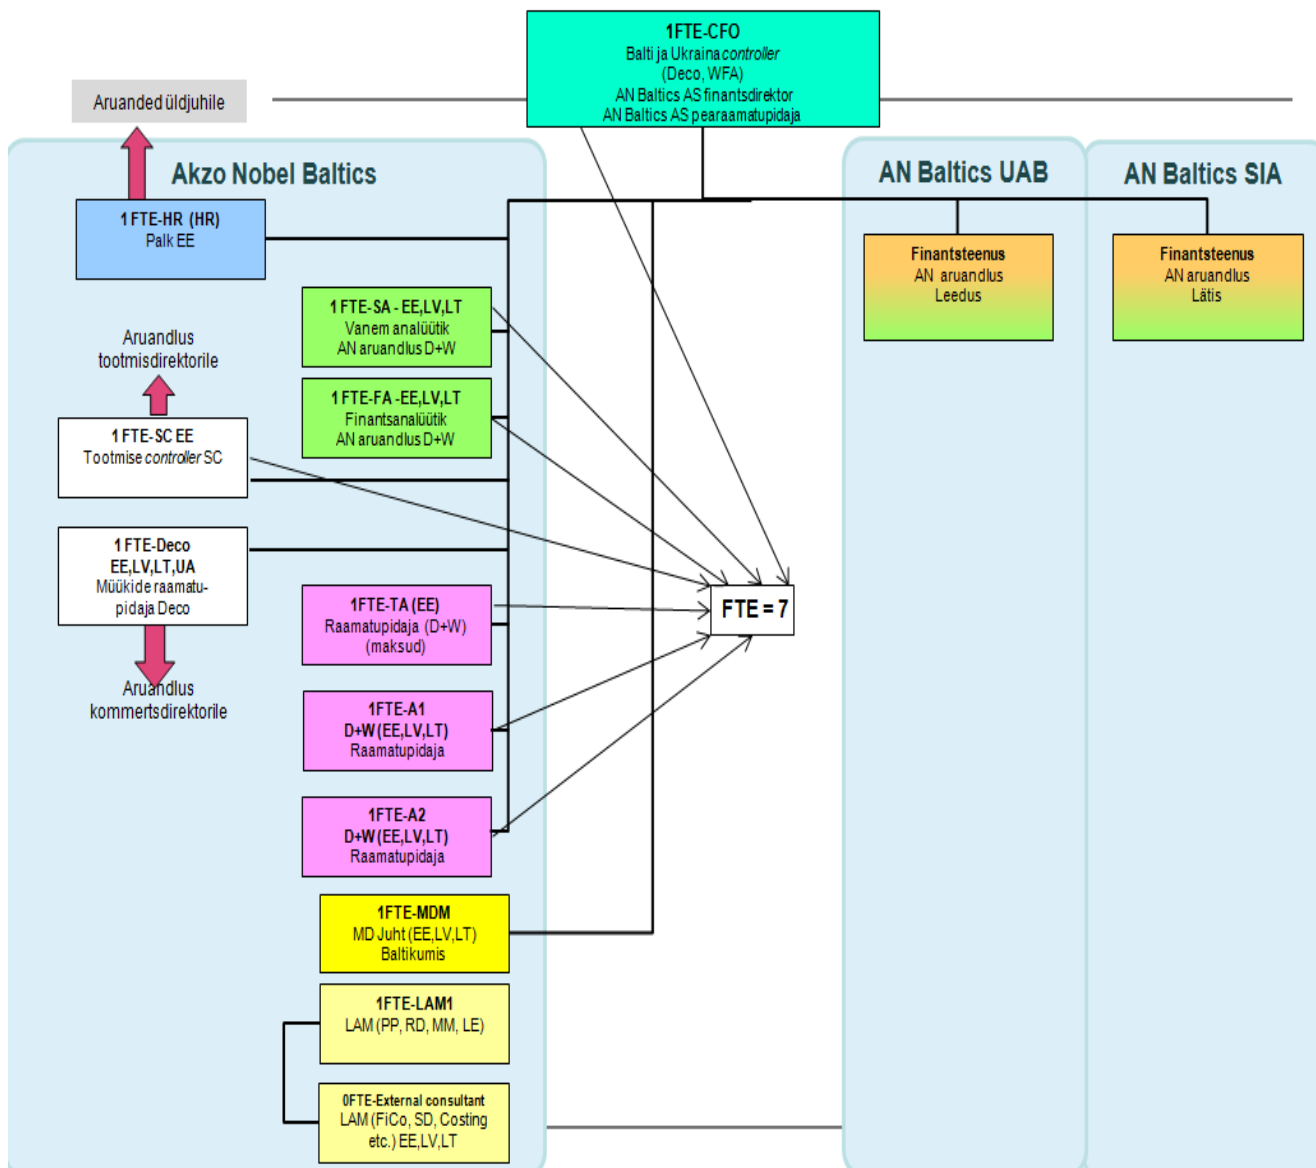 1FTE-CFO
Balti ja Ukraina controller
(Deco, WFA)
AN Baltics AS finantsdirektor
AN Baltics AS pearaamatupidaja
Aruanded üldjuhile
Akzo Nobel Baltics
AN Baltics UAB
AN Baltics SIA
1 FTE-HR (HR)
Palk EE
Finantsteenus
AN aruandlus
Leedus
Finantsteenus
AN aruandlus
Lätis
1 FTE-SA - EE,LV,LT
Vanem analüütik
AN aruandlus D+W
Aruandlus
tootmisdirektorile
1 FTE-FA -EE,LV,LT
Finantsanalüütik
AN aruandlus D+W
1 FTE-SC EE
Tootmise controller SC
1 FTE-Deco
EE,LV,LT,UA
Müükide raamatu-
pidaja Deco
1FTE-TA (EE)
Raamatupidaja (D+W)
(maksud)
FTE = 7
Aruandlus
kommertsdirektorile
1FTE-A1
D+W (EE,LV,LT)
Raamatupidaja
1FTE-A2
D+W (EE,LV,LT)
Raamatupidaja
1FTE-MDM
MD Juht (EE,LV,LT)
Baltikumis
1FTE-LAM1
LAM (PP, RD, MM, LE)
0FTE-External consultant
LAM (FiCo, SD, Costing
etc.) EE,LV,LT